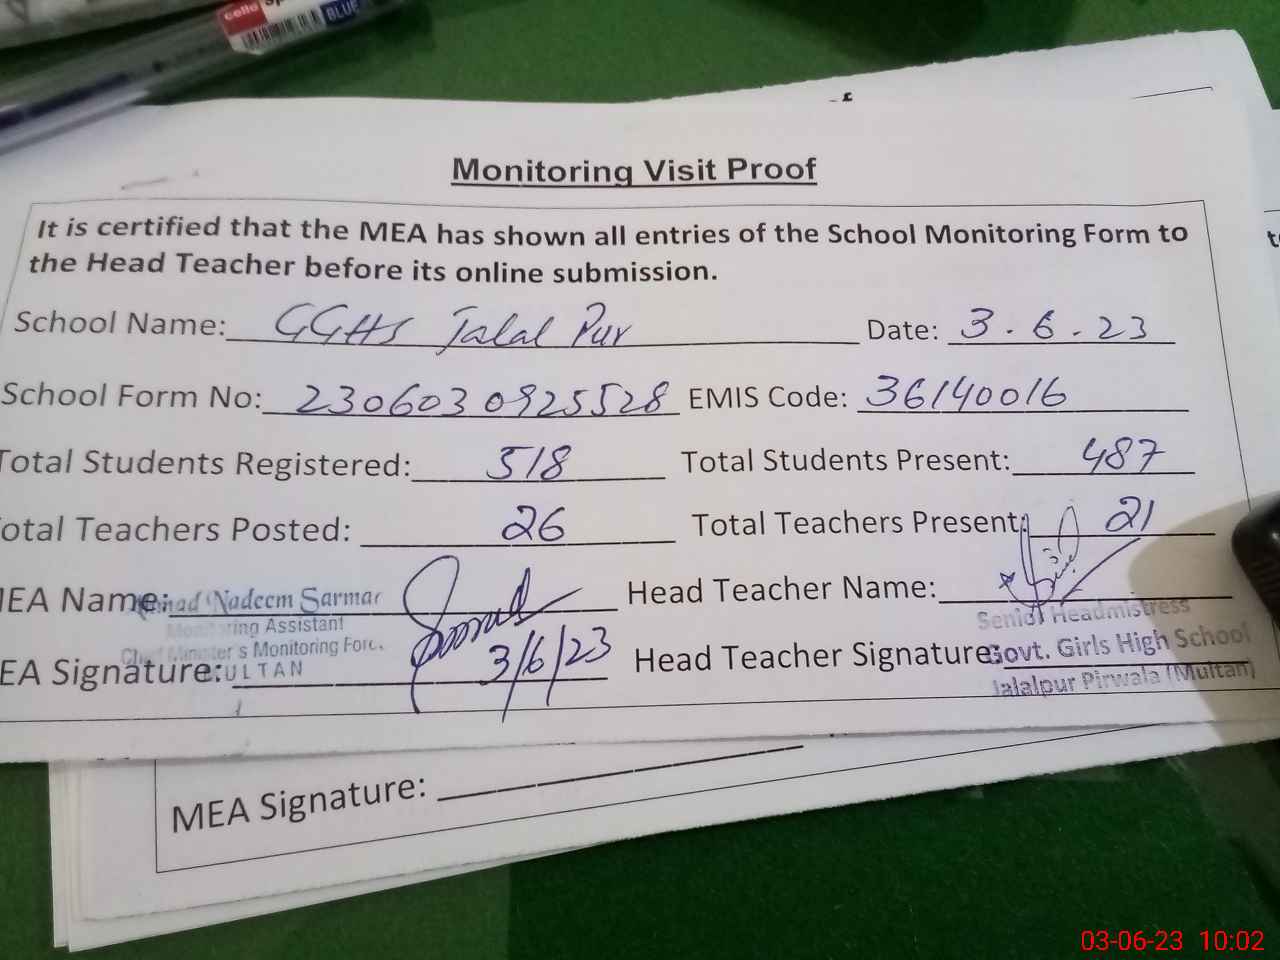 cello
BLUE
Monitoring Visit Proof
It is certified that the MEA has shown all entries of the School Monitoring Form to
the Head Teacher before its online submission.
School Name: GGHS Jalal Pur Date: 3.6.23
School Form No: 2306030925528 EMIS Code: 36140016
Total Students Registered: 518 Total Students Present: 487
otal Teachers Posted: 26 Total Teachers Present: 21
MEA Name: Nadeem Sarmad Head Teacher Name:
Monitoring Assistant
Senior Headmistress
Chief Minister's Monitoring Force
Govt. Girls High School
EA Signature: ULTAN 3/6/23 Head Teacher Signature:
Jalalpur Pirwala (Multan)
MEA Signature:
03-06-23 10:02